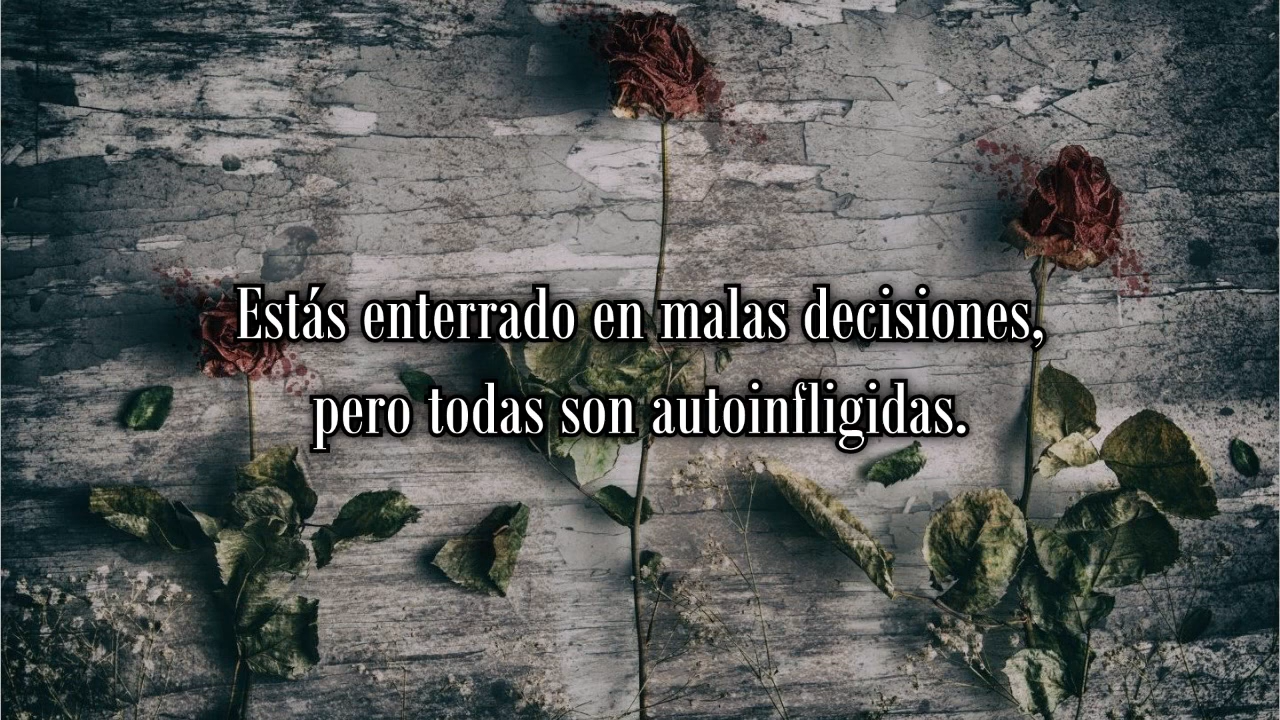 Estás enterrado en malas decisiones,
pero todas son autoinfligidas.